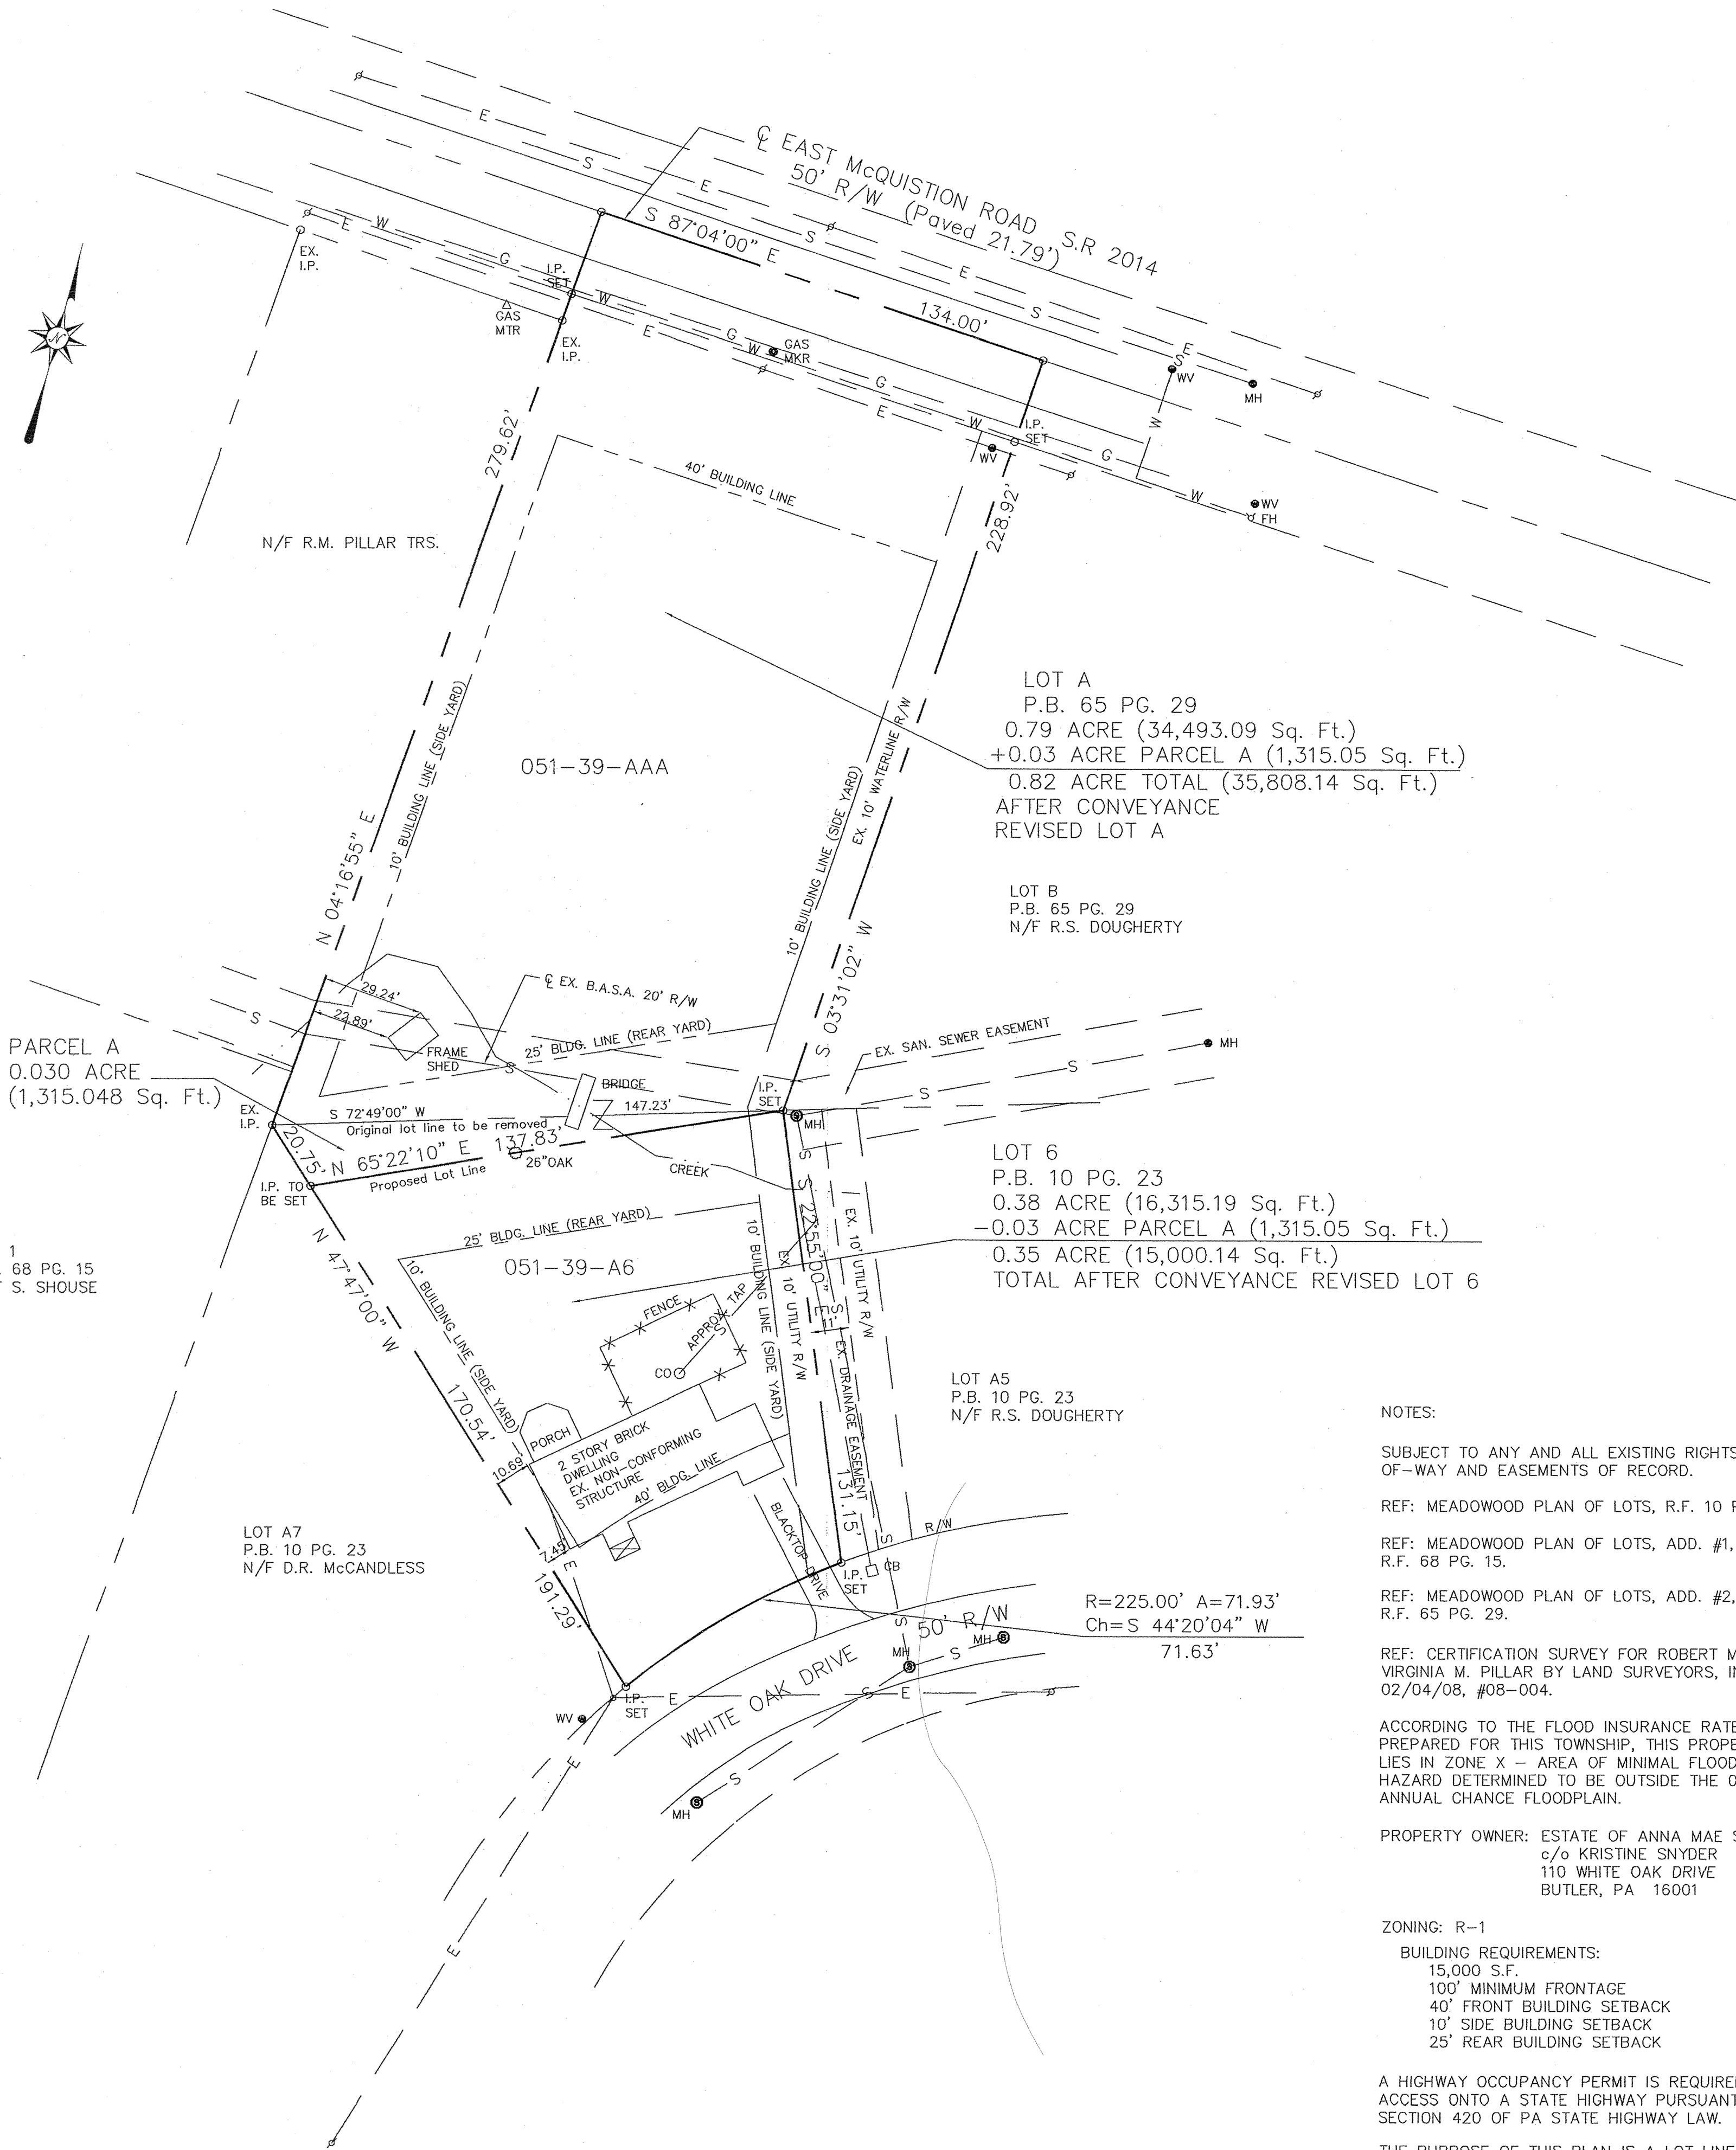 ℄ EAST McQUISTION ROAD S.R 2014
50' R/W (Paved 21.79')
S 87°04'00" E
134.00'
E
S
E
S
E
E
S
S
E
E
W
G
W
E
G
W
G
E
W
G
W
W
EX.
I.P.
I.P.
SET
GAS
MTR
EX.
I.P.
GAS
MKR
WV
MH
I.P.
SET
WV
WV
FH
N
279.62'
40' BUILDING LINE
228.92'
N/F R.M. PILLAR TRS.
10' BUILDING LINE (SIDE YARD)
051-39-AAA
10' BUILDING LINE (SIDE YARD)
EX. 10' WATERLINE R/W
N 04°16'55" E
S 03°31'02" W
LOT A
P.B. 65 PG. 29
0.79 ACRE (34,493.09 Sq. Ft.)
+0.03 ACRE PARCEL A (1,315.05 Sq. Ft.)
0.82 ACRE TOTAL (35,808.14 Sq. Ft.)
AFTER CONVEYANCE
REVISED LOT A
LOT B
P.B. 65 PG. 29
N/F R.S. DOUGHERTY
29.24'
22.89'
S
FRAME
SHED
℄ EX. B.A.S.A. 20' R/W
25' BLDG. LINE (REAR YARD)
S
BRIDGE
EX. SAN. SEWER EASEMENT
MH
S
S
PARCEL A
0.030 ACRE
(1,315.048 Sq. Ft.)
EX.
I.P.
S 72°49'00" W
147.23'
Original lot line to be removed
I.P.
SET
MH
20.75'
N 65°22'10" E 137.83'
Proposed Lot Line
26"OAK
CREEK
I.P. TO
BE SET
LOT 6
P.B. 10 PG. 23
0.38 ACRE (16,315.19 Sq. Ft.)
-0.03 ACRE PARCEL A (1,315.05 Sq. Ft.)
0.35 ACRE (15,000.14 Sq. Ft.)
TOTAL AFTER CONVEYANCE REVISED LOT 6
1
68 PG. 15
S. SHOUSE
25' BLDG. LINE (REAR YARD)
051-39-A6
N 47°47'00" W
10' BUILDING LINE (SIDE YARD)
170.54'
FENCE
APPROX. TAP
S
CO
10' BUILDING LINE (SIDE YARD)
EX. 10' UTILITY R/W
S 22°55'00" E
S
S
11'
EX. 10' UTILITY R/W
EX. DRAINAGE EASEMENT
131.15'
LOT A5
P.B. 10 PG. 23
N/F R.S. DOUGHERTY
PORCH
10.69'
2 STORY BRICK
DWELLING
EX. NON-CONFORMING
STRUCTURE
40' BLDG. LINE
BLACKTOP DRIVE
7.45'
E
191.29'
LOT A7
P.B. 10 PG. 23
N/F D.R. McCANDLESS
R/W
S
I.P.
SET
CB
R=225.00' A=71.93'
Ch=S 44°20'04" W
71.63'
WHITE OAK DRIVE
50' R/W
S
MH
S
MH
I.P.
SET
WV
E
S
E
S
MH
E
E
NOTES:
SUBJECT TO ANY AND ALL EXISTING RIGHTS
OF-WAY AND EASEMENTS OF RECORD.
REF: MEADOWOOD PLAN OF LOTS, R.F. 10 P
REF: MEADOWOOD PLAN OF LOTS, ADD. #1,
R.F. 68 PG. 15.
REF: MEADOWOOD PLAN OF LOTS, ADD. #2,
R.F. 65 PG. 29.
REF: CERTIFICATION SURVEY FOR ROBERT M
VIRGINIA M. PILLAR BY LAND SURVEYORS, IN
02/04/08, #08-004.
ACCORDING TO THE FLOOD INSURANCE RATE
PREPARED FOR THIS TOWNSHIP, THIS PROPE
LIES IN ZONE X – AREA OF MINIMAL FLOOD
HAZARD DETERMINED TO BE OUTSIDE THE 0
ANNUAL CHANCE FLOODPLAIN.
PROPERTY OWNER: ESTATE OF ANNA MAE S
c/o KRISTINE SNYDER
110 WHITE OAK DRIVE
BUTLER, PA 16001
ZONING: R-1
BUILDING REQUIREMENTS:
15,000 S.F.
100' MINIMUM FRONTAGE
40' FRONT BUILDING SETBACK
10' SIDE BUILDING SETBACK
25' REAR BUILDING SETBACK
A HIGHWAY OCCUPANCY PERMIT IS REQUIRE
ACCESS ONTO A STATE HIGHWAY PURSUANT
SECTION 420 OF PA STATE HIGHWAY LAW.
THE PURPOSE OF THIS PLAN IS A LOT LINE